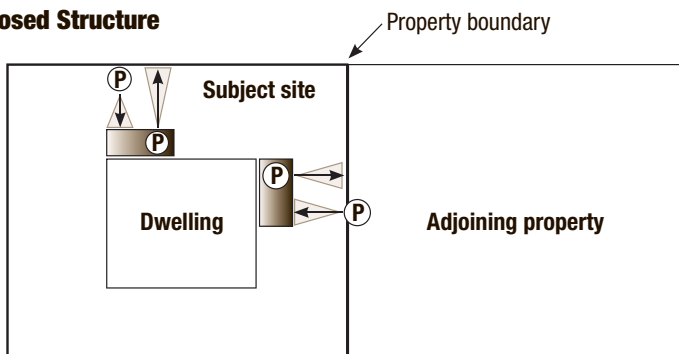 osed Structure
Property boundary
P
Subject site
P
P
P
Dwelling
Adjoining property